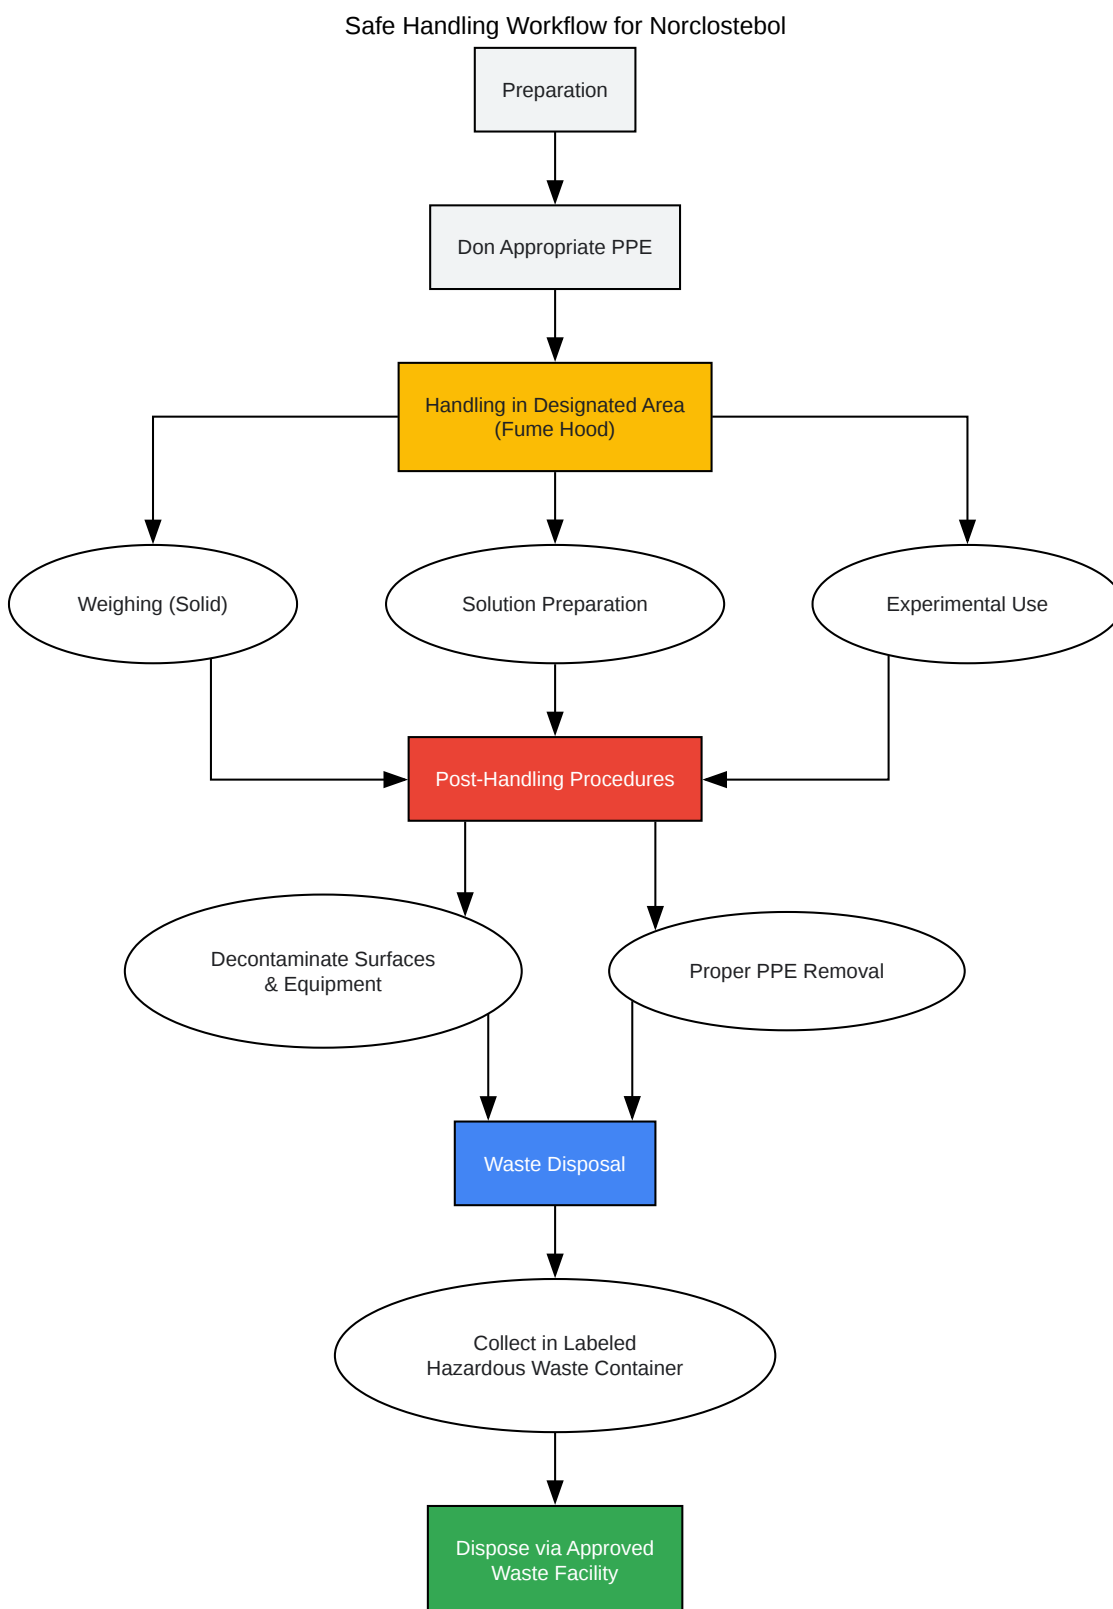 Safe Handling Workflow for Norclostebol
Preparation
Don Appropriate PPE
Handling in Designated Area
(Fume Hood)
Weighing (Solid)
Solution Preparation
Experimental Use
Post-Handling Procedures
Decontaminate Surfaces
& Equipment
Proper PPE Removal
Waste Disposal
Collect in Labeled
Hazardous Waste Container
Dispose via Approved
Waste Facility